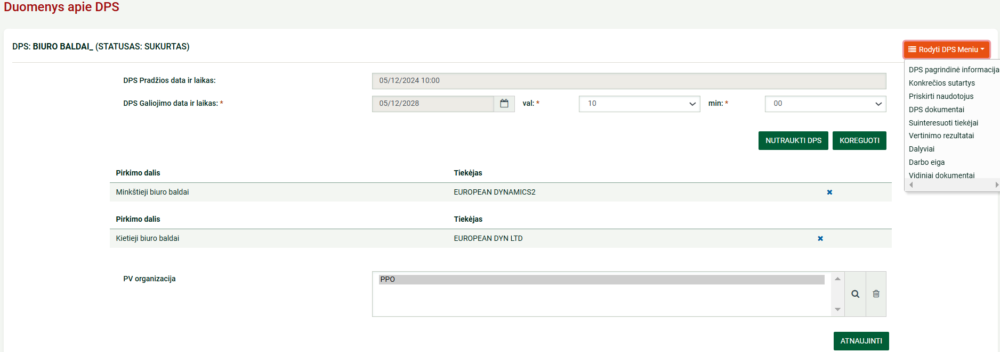 Duomenys apie DPS
DPS: BIURO BALDAI_ (STATUSAS: SUKURTAS)
Rodyti DPS Meniu
DPS pagrindinė informacija
Konkrečios sutartys
Priskirti naudotojus
DPS dokumentai
Suinteresuoti tiekėjai
Vertinimo rezultatai
Dalyviai
Darbo eiga
Vidiniai dokumentai
DPS Pradžios data ir laikas: 05/12/2024 10:00
DPS Galiojimo data ir laikas: * 05/12/2028 val: * 10 min: * 00
NUTRAUKTI DPS KOREGUOTI
Pirkimo dalis Tiekėjas
Minkštieji biuro baldai EUROPEAN DYNAMICS2
Pirkimo dalis Tiekėjas
Kietieji biuro baldai EUROPEAN DYN LTD
PV organizacija PPO
ATNAUJINTI